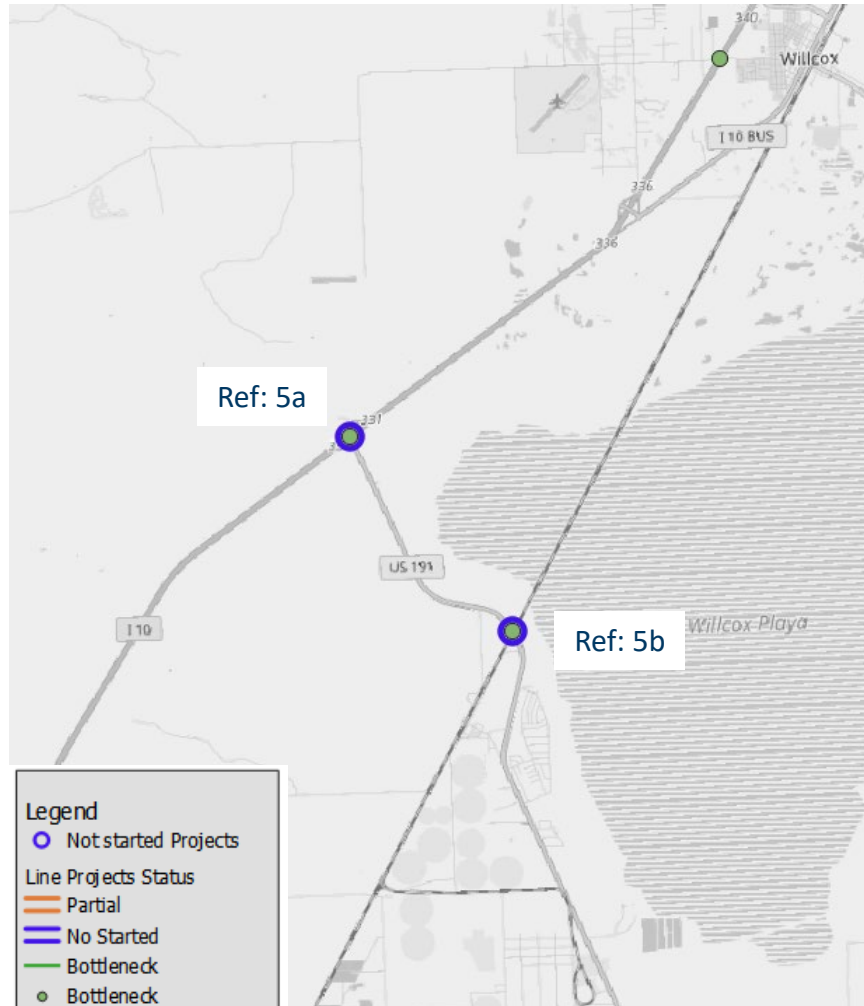 340
Willcox
I 10 BUS
336
336
Ref: 5a
331
US 191
I 10
Willcox Playa
Ref: 5b
Legend
Not started Projects
Line Projects Status
Partial
No Started
Bottleneck
Bottleneck